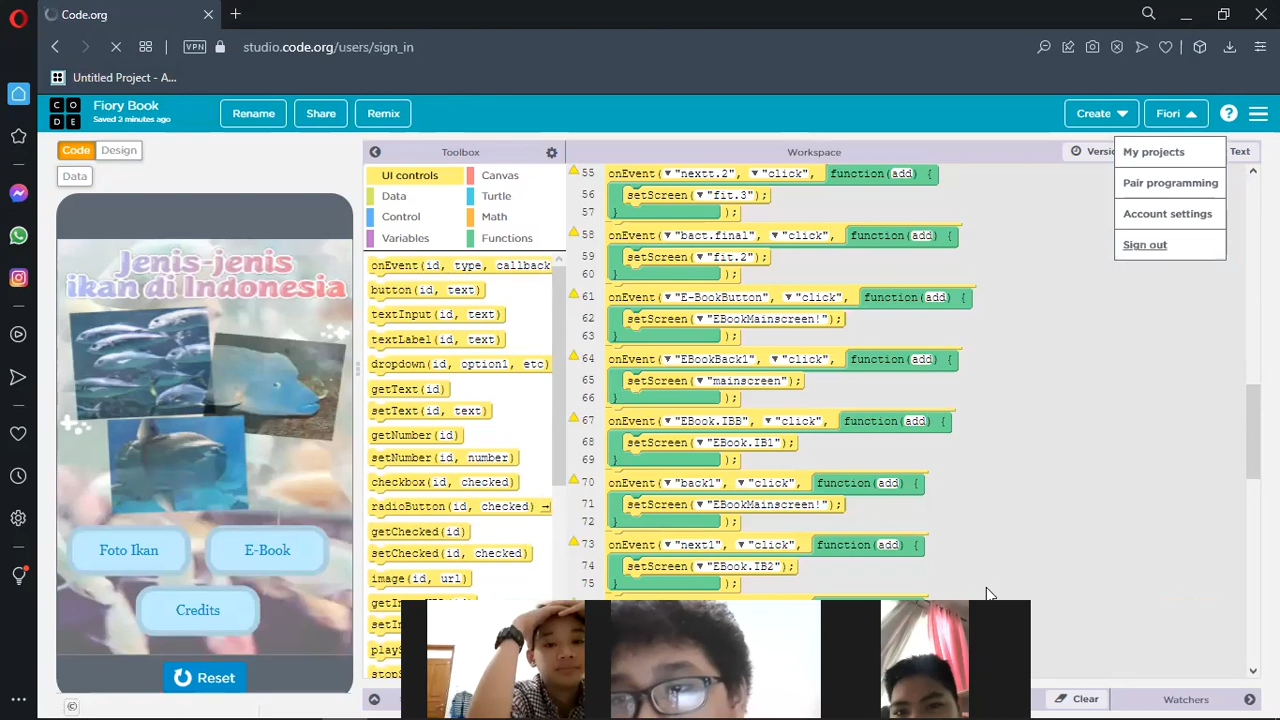 Code.org
VPN
studio.code.org/users/sign_in
Untitled Project - A...
C O
D E
Fiory Book
Saved 2 minutes ago
Rename
Share
Remix
Create
Fiori
?
Code
Design
Data
Toolbox
Workspace
Versio
Text
My projects
Pair programming
Account settings
Sign out
UI controls
Canvas
Data
Turtle
Control
Math
Variables
Functions
onEvent(id, type, callback
button(id, text)
textInput(id, text)
textLabel(id, text)
dropdown(id, option1, etc)
getText(id)
setText(id, text)
getNumber(id)
setNumber(id, number)
checkbox(id, checked)
radioButton(id, checked)
getChecked(id)
setChecked(id, checked)
image(id, url)
Jenis-jenis
ikan di Indonesia
Foto Ikan
E-Book
Credits
Reset
55 onEvent("nextt.2", "click", function(add) {
56 setScreen("fit.3");
57 });
58 onEvent("bact.final", "click", function(add) {
59 setScreen("fit.2");
60 });
61 onEvent("E-BookButton", "click", function(add) {
62 setScreen("EBookMainscreen!");
63 });
64 onEvent("EBookBack1", "click", function(add) {
65 setScreen("mainscreen");
66 });
67 onEvent("EBook.IBB", "click", function(add) {
68 setScreen("EBook.IB1");
69 });
70 onEvent("back1", "click", function(add) {
71 setScreen("EBookMainscreen!");
72 });
73 onEvent("next1", "click", function(add) {
74 setScreen("EBook.IB2");
75 });
Clear
Watchers